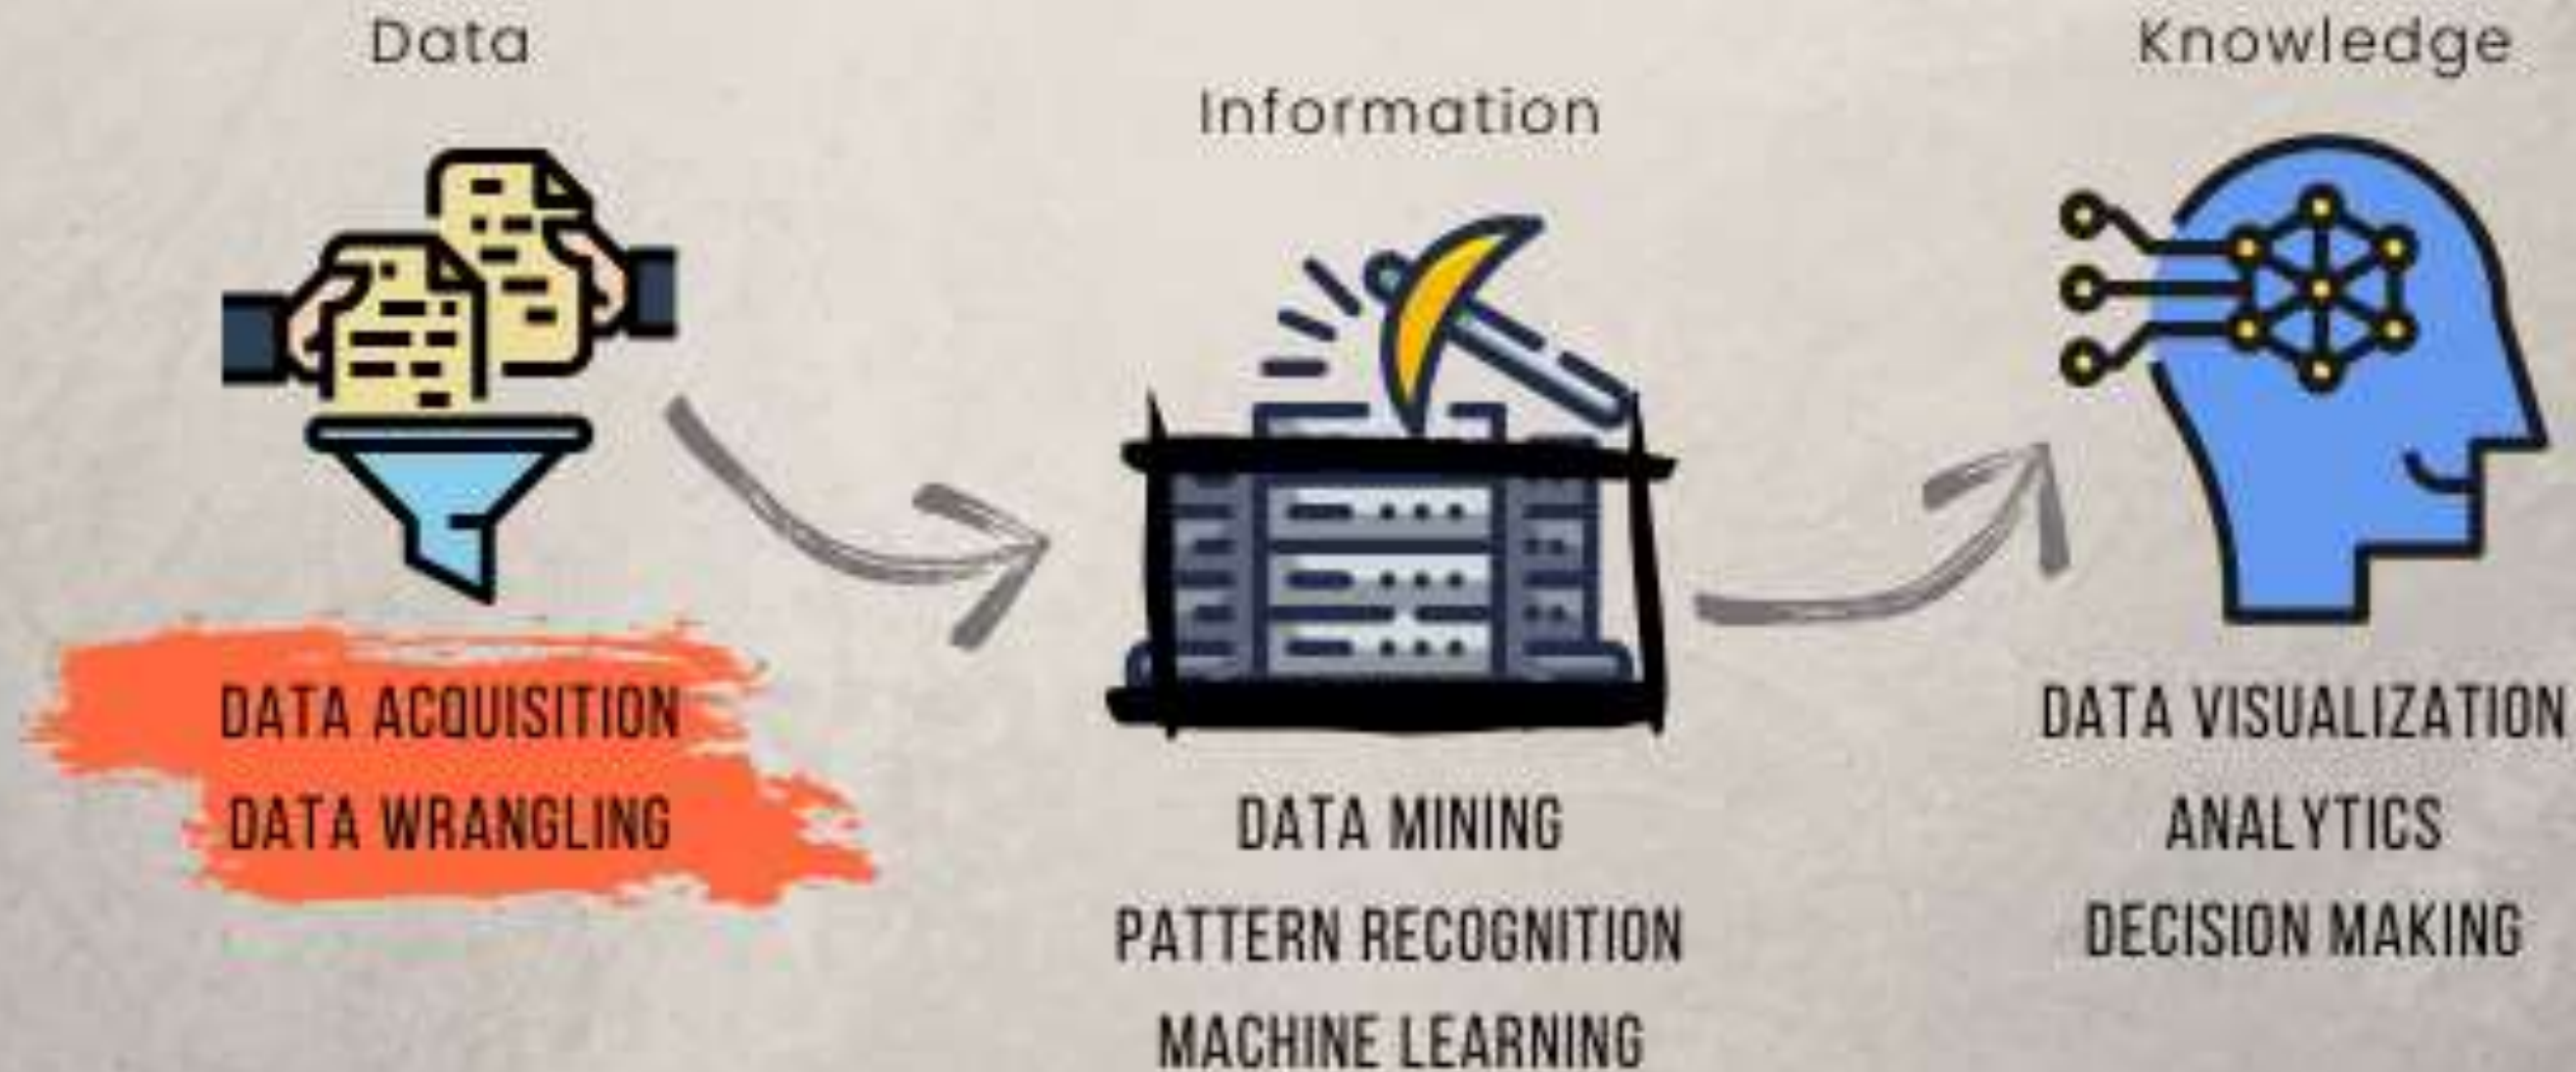 Data
DATA ACQUISITION
DATA WRANGLING
Information
DATA MINING
PATTERN RECOGNITION
MACHINE LEARNING
Knowledge
DATA VISUALIZATION
ANALYTICS
DECISION MAKING